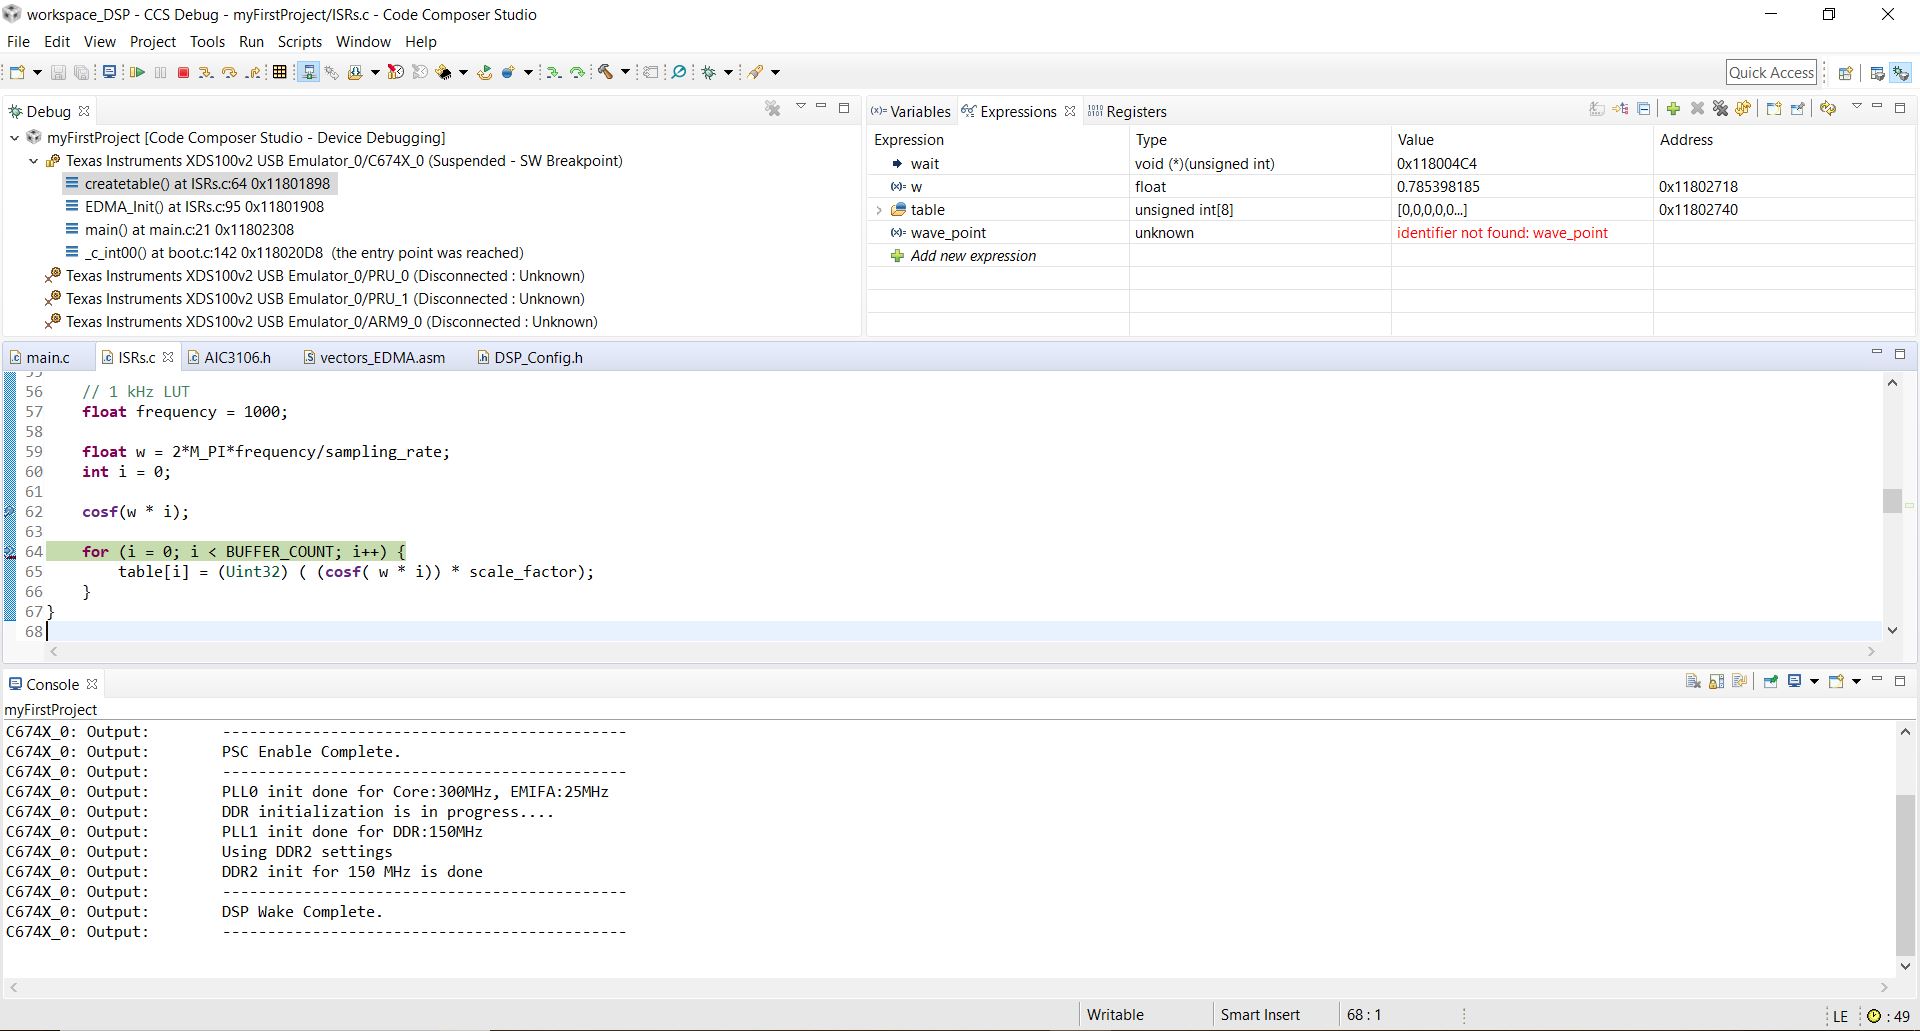 workspace_DSP - CCS Debug - myFirstProject/ISRs.c - Code Composer Studio
File Edit View Project Tools Run Scripts Window Help
Quick Access
Debug
myFirstProject [Code Composer Studio - Device Debugging]
Texas Instruments XDS100v2 USB Emulator_0/C674X_0 (Suspended - SW Breakpoint)
createtable() at ISRs.c:64 0x11801898
EDMA_Init() at ISRs.c:95 0x11801908
main() at main.c:21 0x11802308
_c_int00() at boot.c:142 0x118020D8 (the entry point was reached)
Texas Instruments XDS100v2 USB Emulator_0/PRU_0 (Disconnected : Unknown)
Texas Instruments XDS100v2 USB Emulator_0/PRU_1 (Disconnected : Unknown)
Texas Instruments XDS100v2 USB Emulator_0/ARM9_0 (Disconnected : Unknown)
(x)= Variables Expressions 1010 0101 Registers
Expression Type Value Address
wait void (*)(unsigned int) 0x118004C4
(x)= w float 0.785398185 0x11802718
table unsigned int[8] [0,0,0,0,0...] 0x11802740
(x)= wave_point unknown identifier not found: wave_point
Add new expression
main.c ISRs.c AIC3106.h vectors_EDMA.asm DSP_Config.h
55
56 // 1 kHz LUT
57 float frequency = 1000;
58
59 float w = 2*M_PI*frequency/sampling_rate;
60 int i = 0;
61
62 cosf(w * i);
63
64 for (i = 0; i < BUFFER_COUNT; i++) {
65 table[i] = (Uint32) ( (cosf( w * i)) * scale_factor);
66 }
67 }
68
Console
myFirstProject
C674X_0: Output: ---------------------------------------------
C674X_0: Output: PSC Enable Complete.
C674X_0: Output: ---------------------------------------------
C674X_0: Output: PLL0 init done for Core:300MHz, EMIFA:25MHz
C674X_0: Output: DDR initialization is in progress....
C674X_0: Output: PLL1 init done for DDR:150MHz
C674X_0: Output: Using DDR2 settings
C674X_0: Output: DDR2 init for 150 MHz is done
C674X_0: Output: ---------------------------------------------
C674X_0: Output: DSP Wake Complete.
C674X_0: Output: ---------------------------------------------
Writable Smart Insert 68 : 1 LE : 49